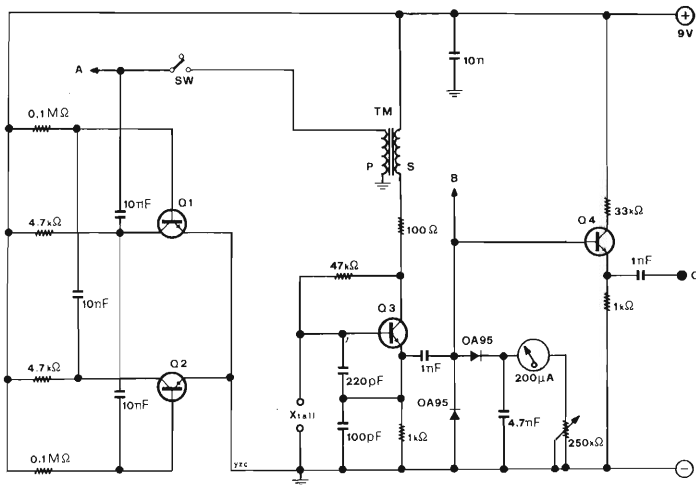 9V
A
SW
10n
0.1MΩ
TM
P S
B
10nF
Q1
4.7kΩ
100Ω
33kΩ
Q4
47kΩ
1nF
C
10nF
Q3
1kΩ
OA95
Q2
4.7kΩ
1nF
200μA
220pF
10nF
OA95
Xtall
4.7nF
100pF
1kΩ
250kΩ
0.1MΩ
yzc